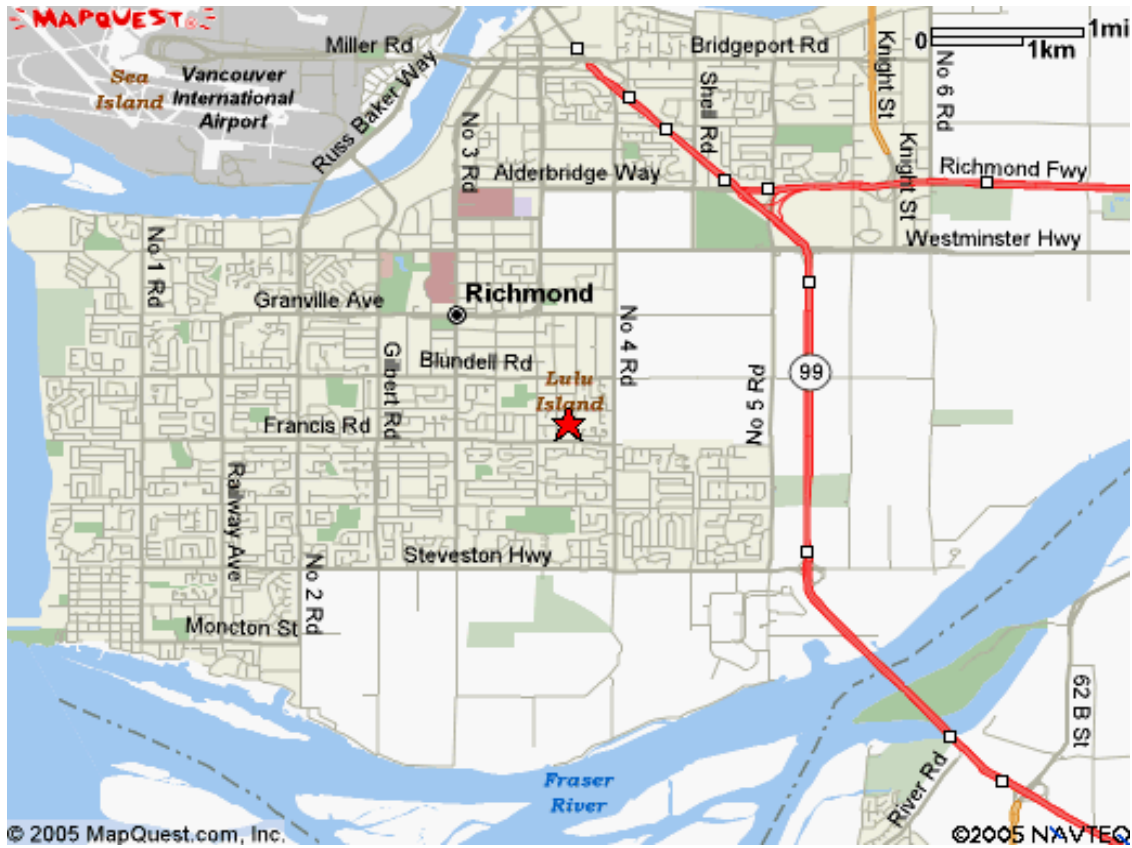 MAPQUEST
Miller Rd
Bridgeport Rd
0
1mi
1km
Sea
Island
Vancouver
International
Airport
Russ Baker Way
No 3 Rd
Shell Rd
Knight St
Knight St
No 6 Rd
Alderbridge Way
Richmond Fwy
Westminster Hwy
No 1 Rd
Granville Ave
Richmond
No 4 Rd
Gilbert Rd
Blundell Rd
Lulu
Island
No 5 Rd
99
Francis Rd
Railway Ave
Steveston Hwy
No 2 Rd
Moncton St
62 B St
River Rd
Fraser
River
© 2005 MapQuest.com, Inc.
©2005 NAVTEQ